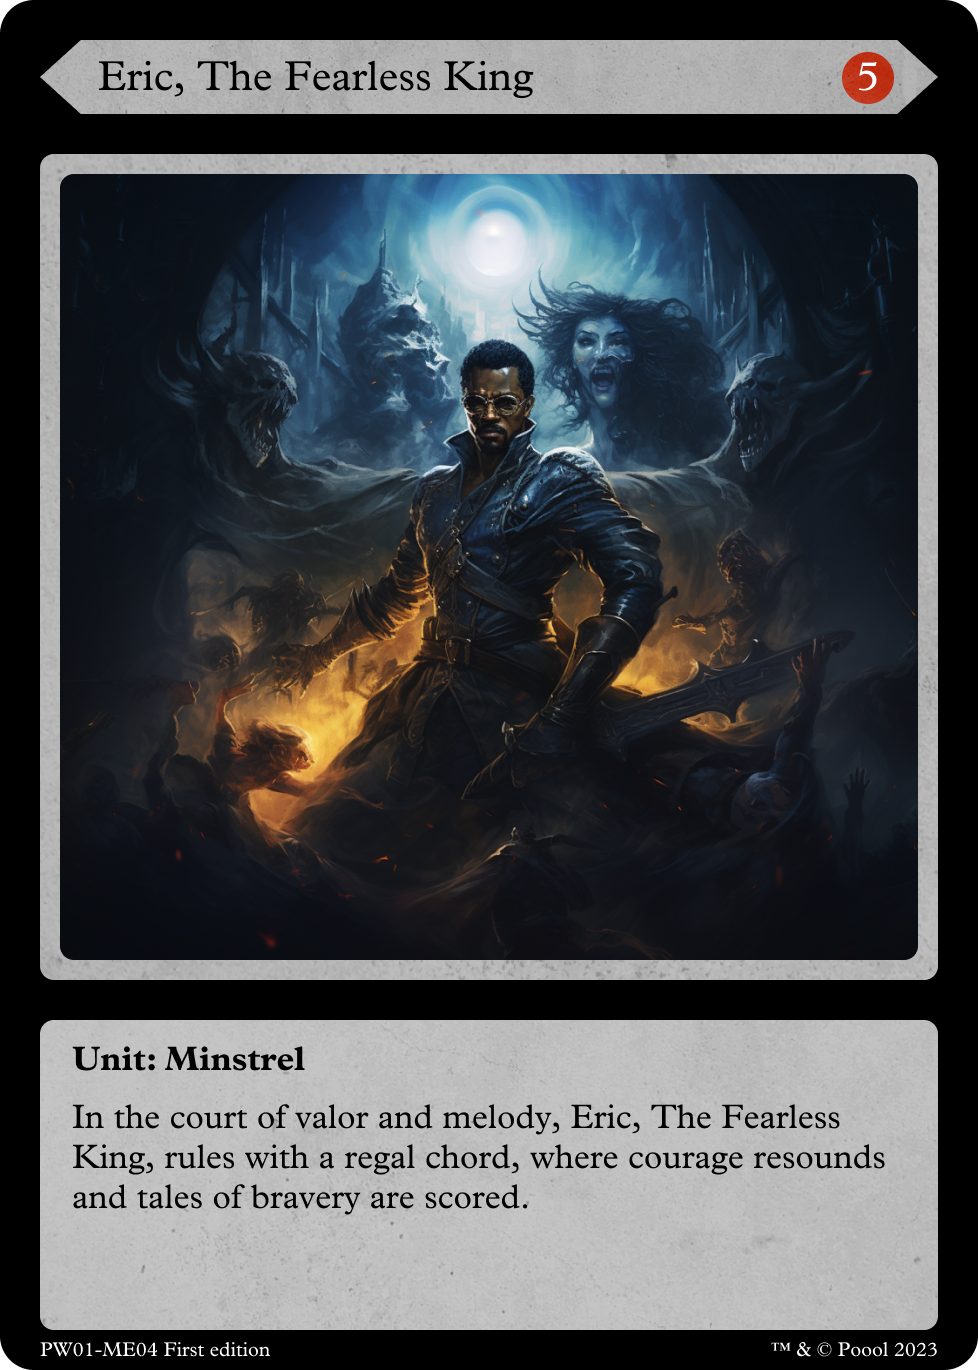 Eric, The Fearless King
5
Unit: Minstrel
In the court of valor and melody, Eric, The Fearless
King, rules with a regal chord, where courage resounds
and tales of bravery are scored.
PW01-ME04 First edition
™ & © Poool 2023